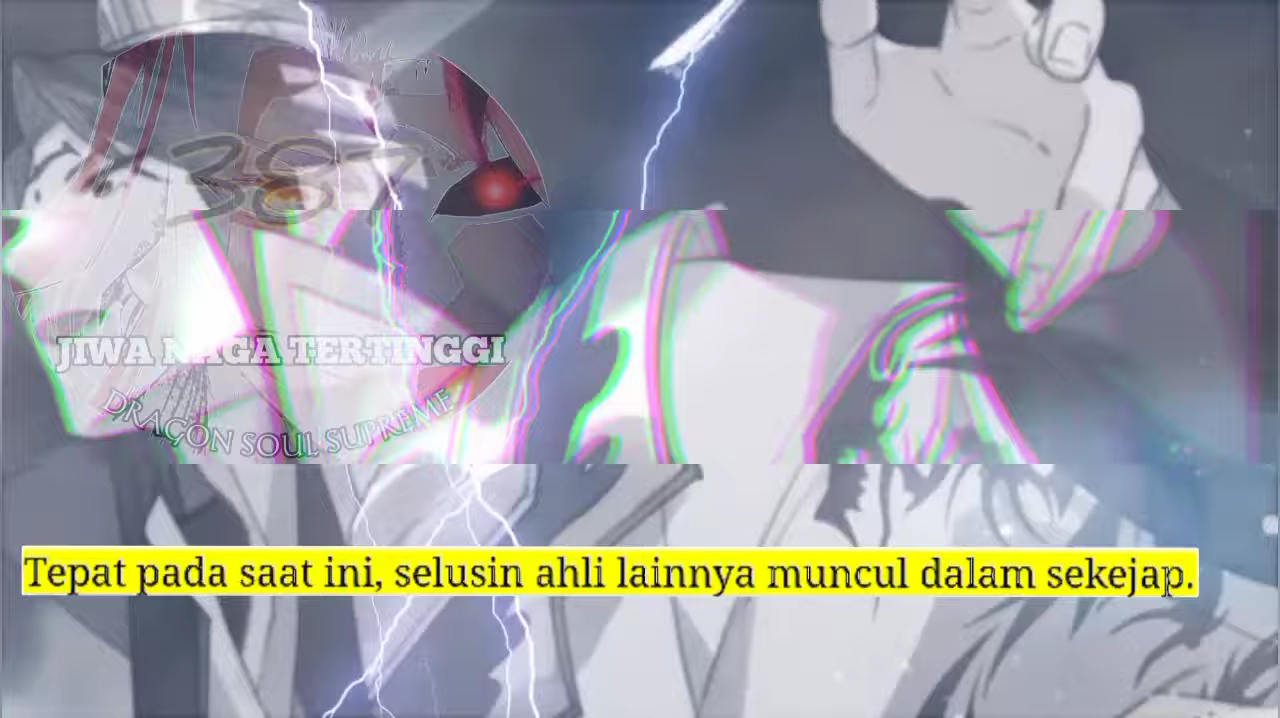 387
JIWA NAGA TERTINGGI
DRAGON SOUL SUPREME
Tepat pada saat ini, selusin ahli lainnya muncul dalam sekejap.